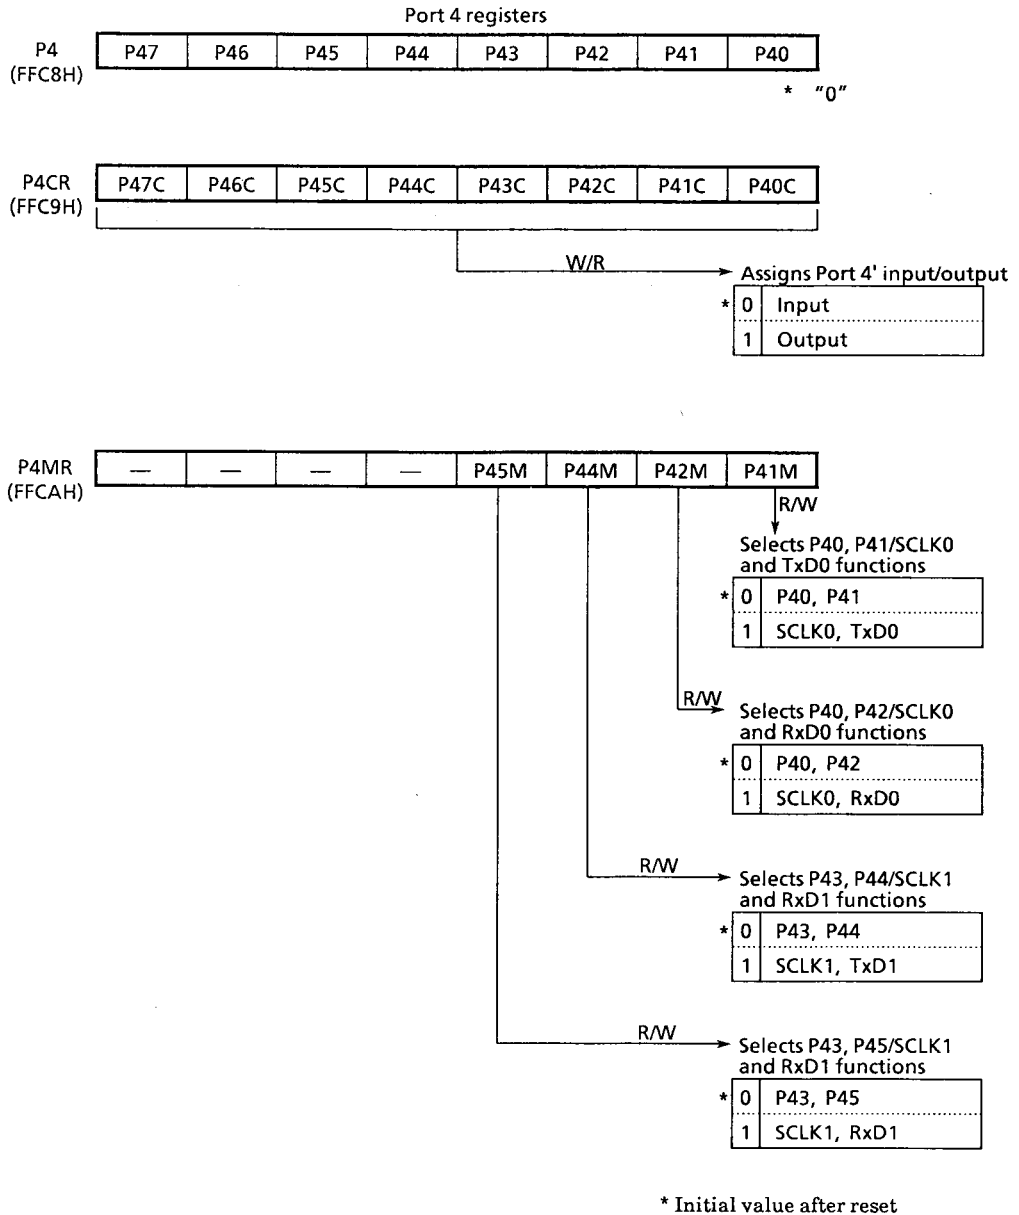 Port 4 registers
P4
(FFC8H)
P47 P46 P45 P44 P43 P42 P41 P40
* "0"
P4CR
(FFC9H)
P47C P46C P45C P44C P43C P42C P41C P40C
W/R
Assigns Port 4' input/output
* 0 Input
1 Output
P4MR
(FFCAH)
— — — — P45M P44M P42M P41M
R/W
Selects P40, P41/SCLK0
and TxD0 functions
* 0 P40, P41
1 SCLK0, TxD0
R/W
Selects P40, P42/SCLK0
and RxD0 functions
* 0 P40, P42
1 SCLK0, RxD0
R/W
Selects P43, P44/SCLK1
and RxD1 functions
* 0 P43, P44
1 SCLK1, TxD1
R/W
Selects P43, P45/SCLK1
and RxD1 functions
* 0 P43, P45
1 SCLK1, RxD1
* Initial value after reset